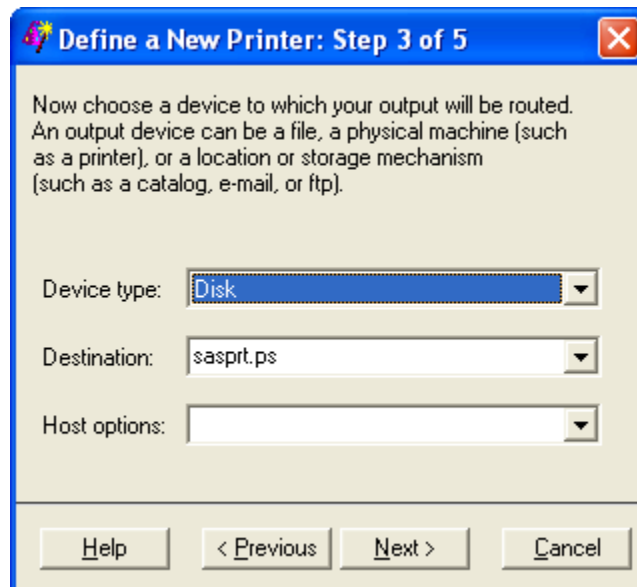 Define a New Printer: Step 3 of 5
Now choose a device to which your output will be routed.
An output device can be a file, a physical machine (such
as a printer), or a location or storage mechanism
(such as a catalog, e-mail, or ftp).
Device type: Disk
Destination: sasprt.ps
Host options:
Help < Previous Next > Cancel